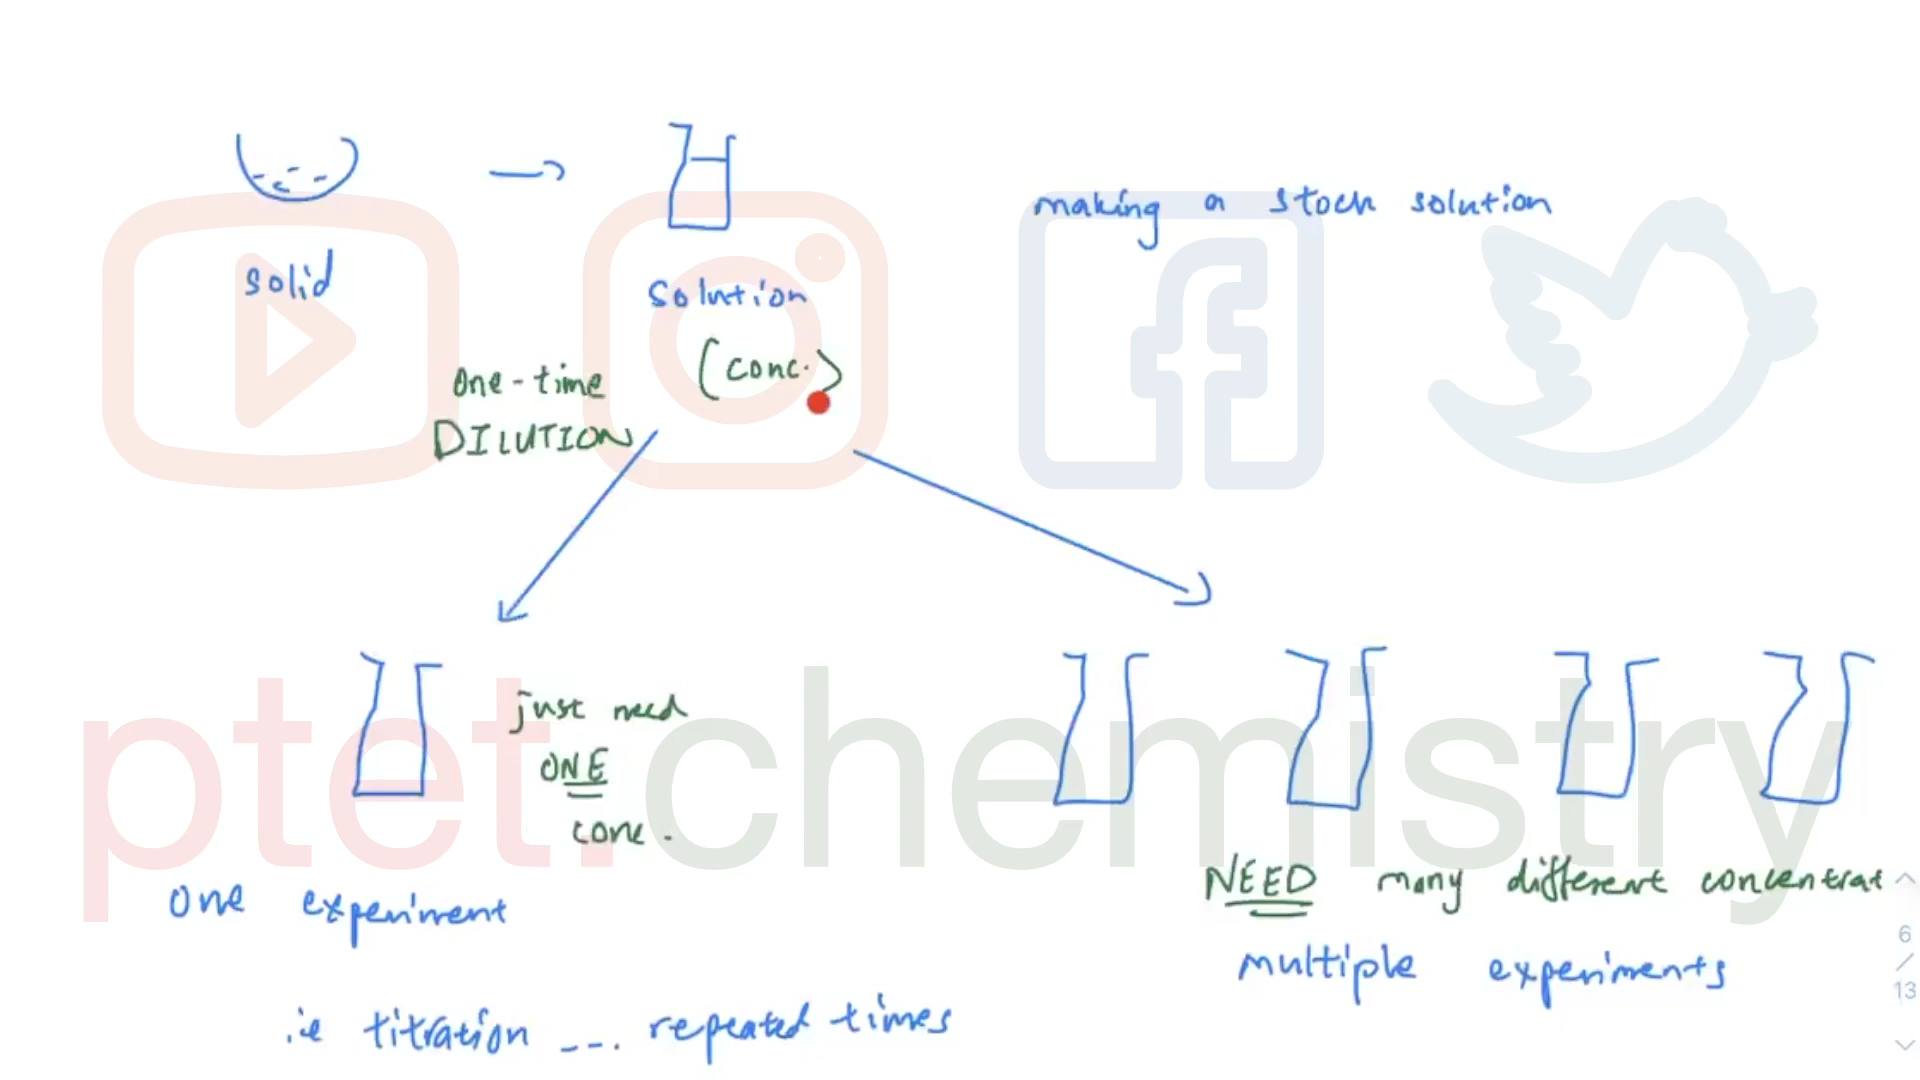 making a stock solution
solid
solution
(conc.)
one-time
DILUTION
just need
ONE
conc.
ptet.chemistry
one experiment
NEED many different concentrat
multiple experiments
i.e titration ---. repeated times
6
/
13